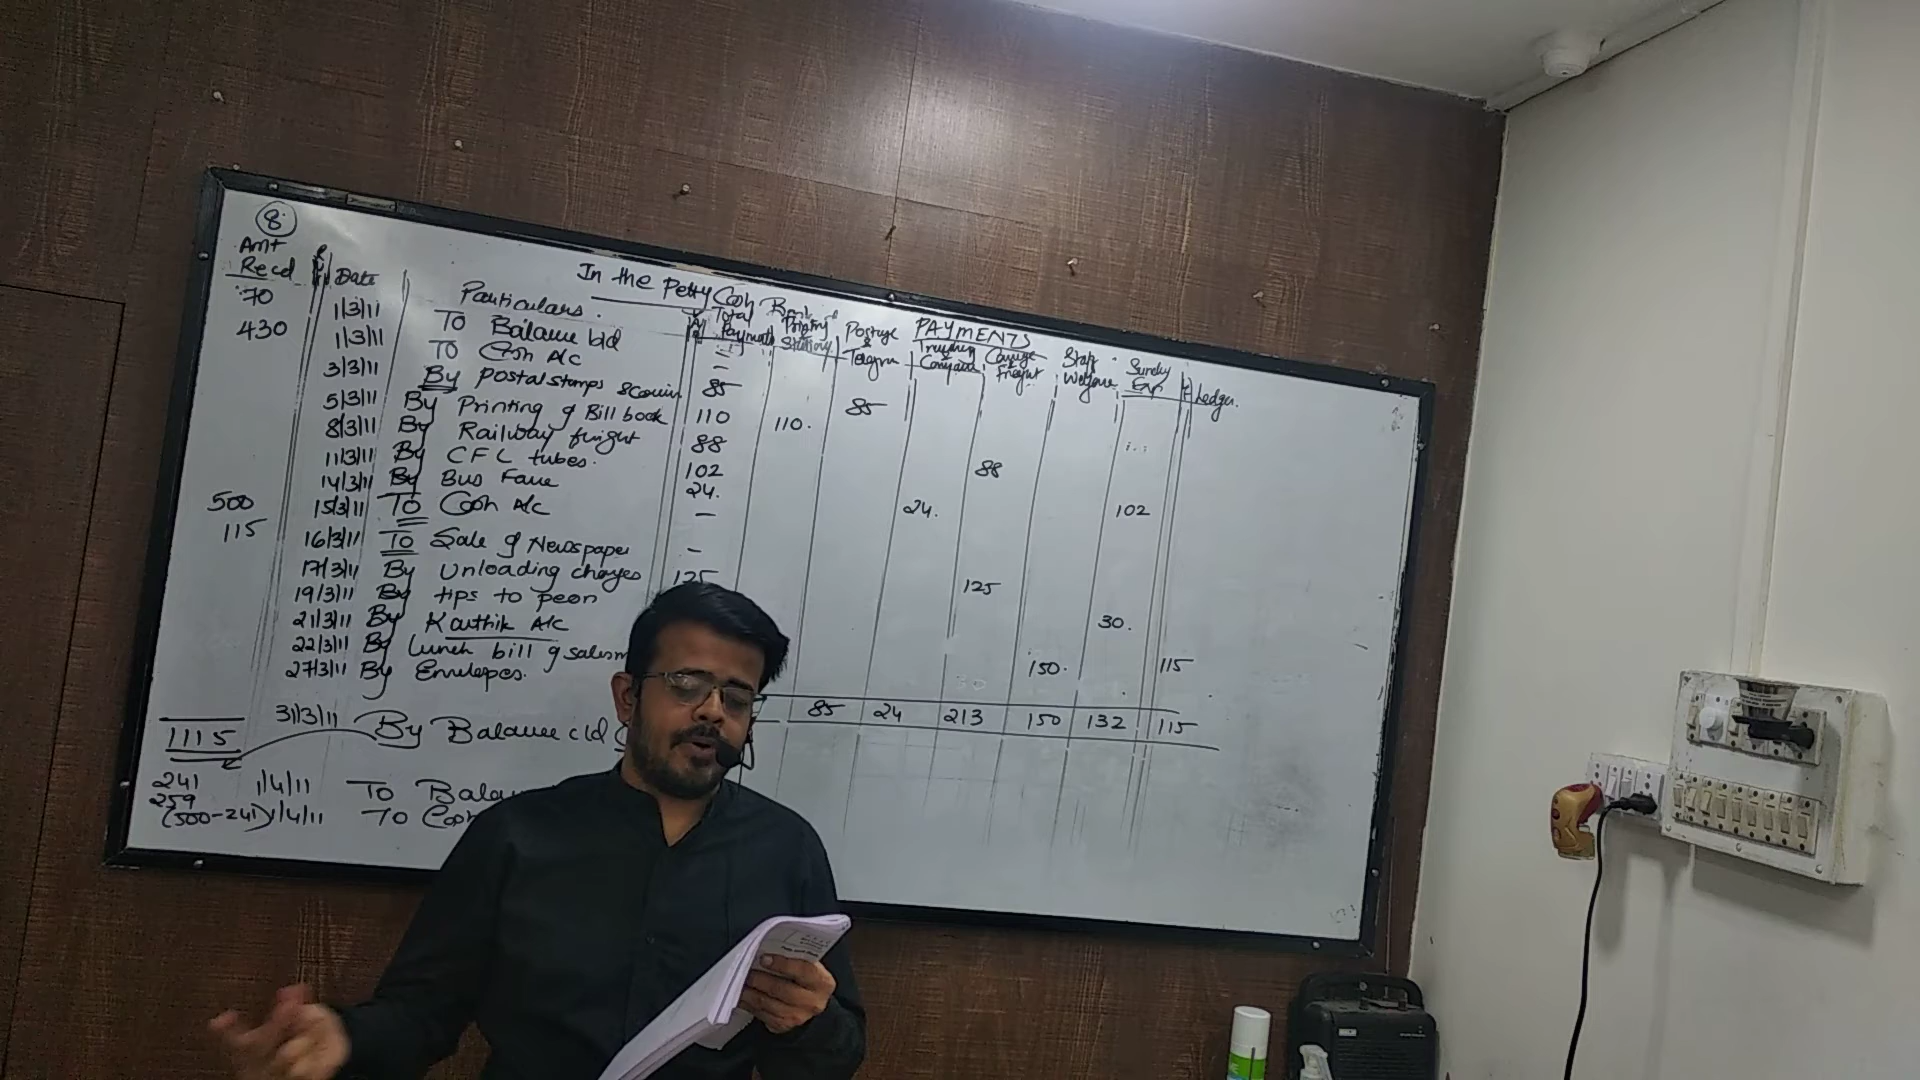 8
In the Petty Cash Book
Amt Recd Date Particulars Total Payments Printing & Stationery Postage & Telegram PAYMENTS Travelling & Conveyance Carriage & Freight Staff Welfare Sundry Exp Ledger
70 1/3/11 To Balance b/d -
430 1/3/11 To Cash A/c -
3/3/11 By Postal stamps & Courier 85 85
5/3/11 By Printing of Bill book 110 110
8/3/11 By Railway freight 88 88
11/3/11 By CFL tubes. 102 102
14/3/11 By Bus Fare 24. 24.
500 15/3/11 To Cash A/c -
115 16/3/11 To Sale of Newspaper -
17/3/11 By Unloading charges 125 125
19/3/11 By tips to peon 30.
21/3/11 By Karthik A/c 115
22/3/11 By Lunch bill of 150.
27/3/11 By Envelopes.
85 24 213 150 132 115
1115 31/3/11 By Balance c/d
241 1/4/11 To
259 (500-241) 1/4/11 To